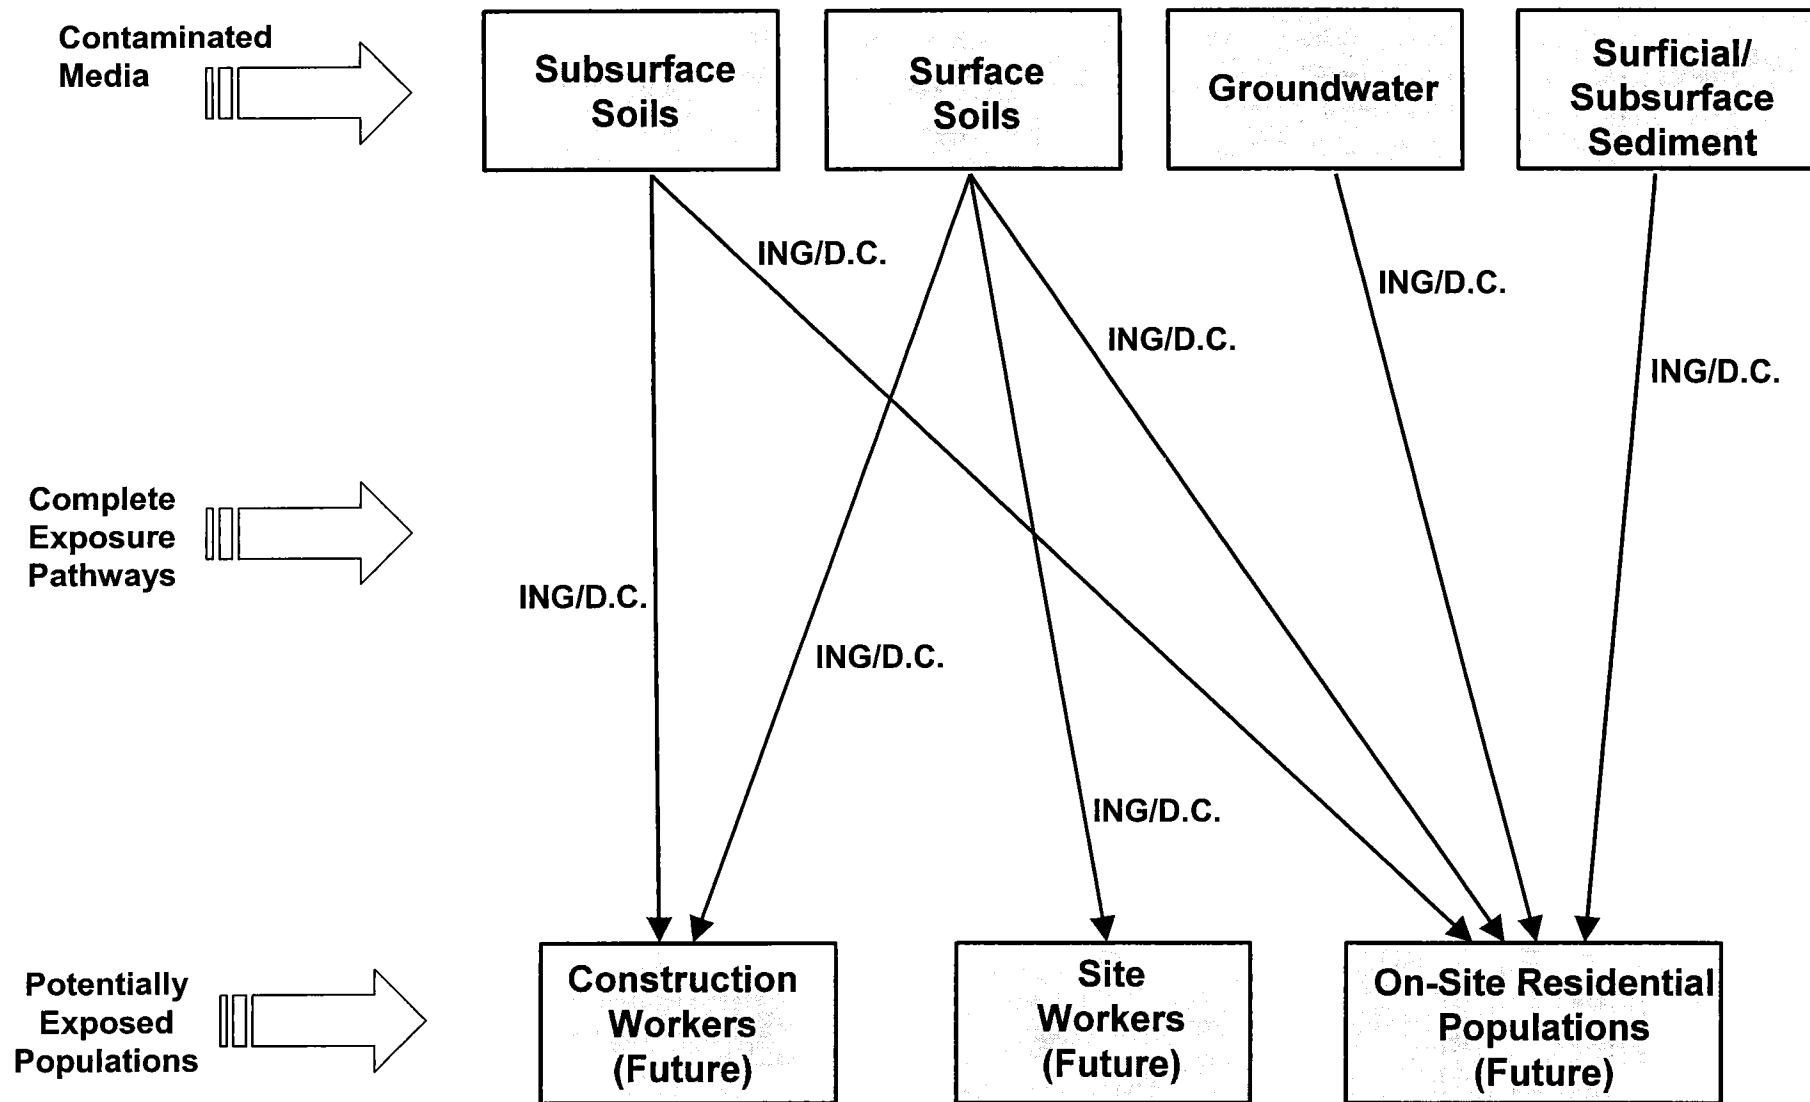 Contaminated
Media
Subsurface
Soils
Surface
Soils
Groundwater
Surficial/
Subsurface
Sediment
ING/D.C.
ING/D.C.
ING/D.C.
ING/D.C.
Complete
Exposure
Pathways
ING/D.C.
ING/D.C.
ING/D.C.
Potentially
Exposed
Populations
Construction
Workers
(Future)
Site
Workers
(Future)
On-Site Residential
Populations
(Future)